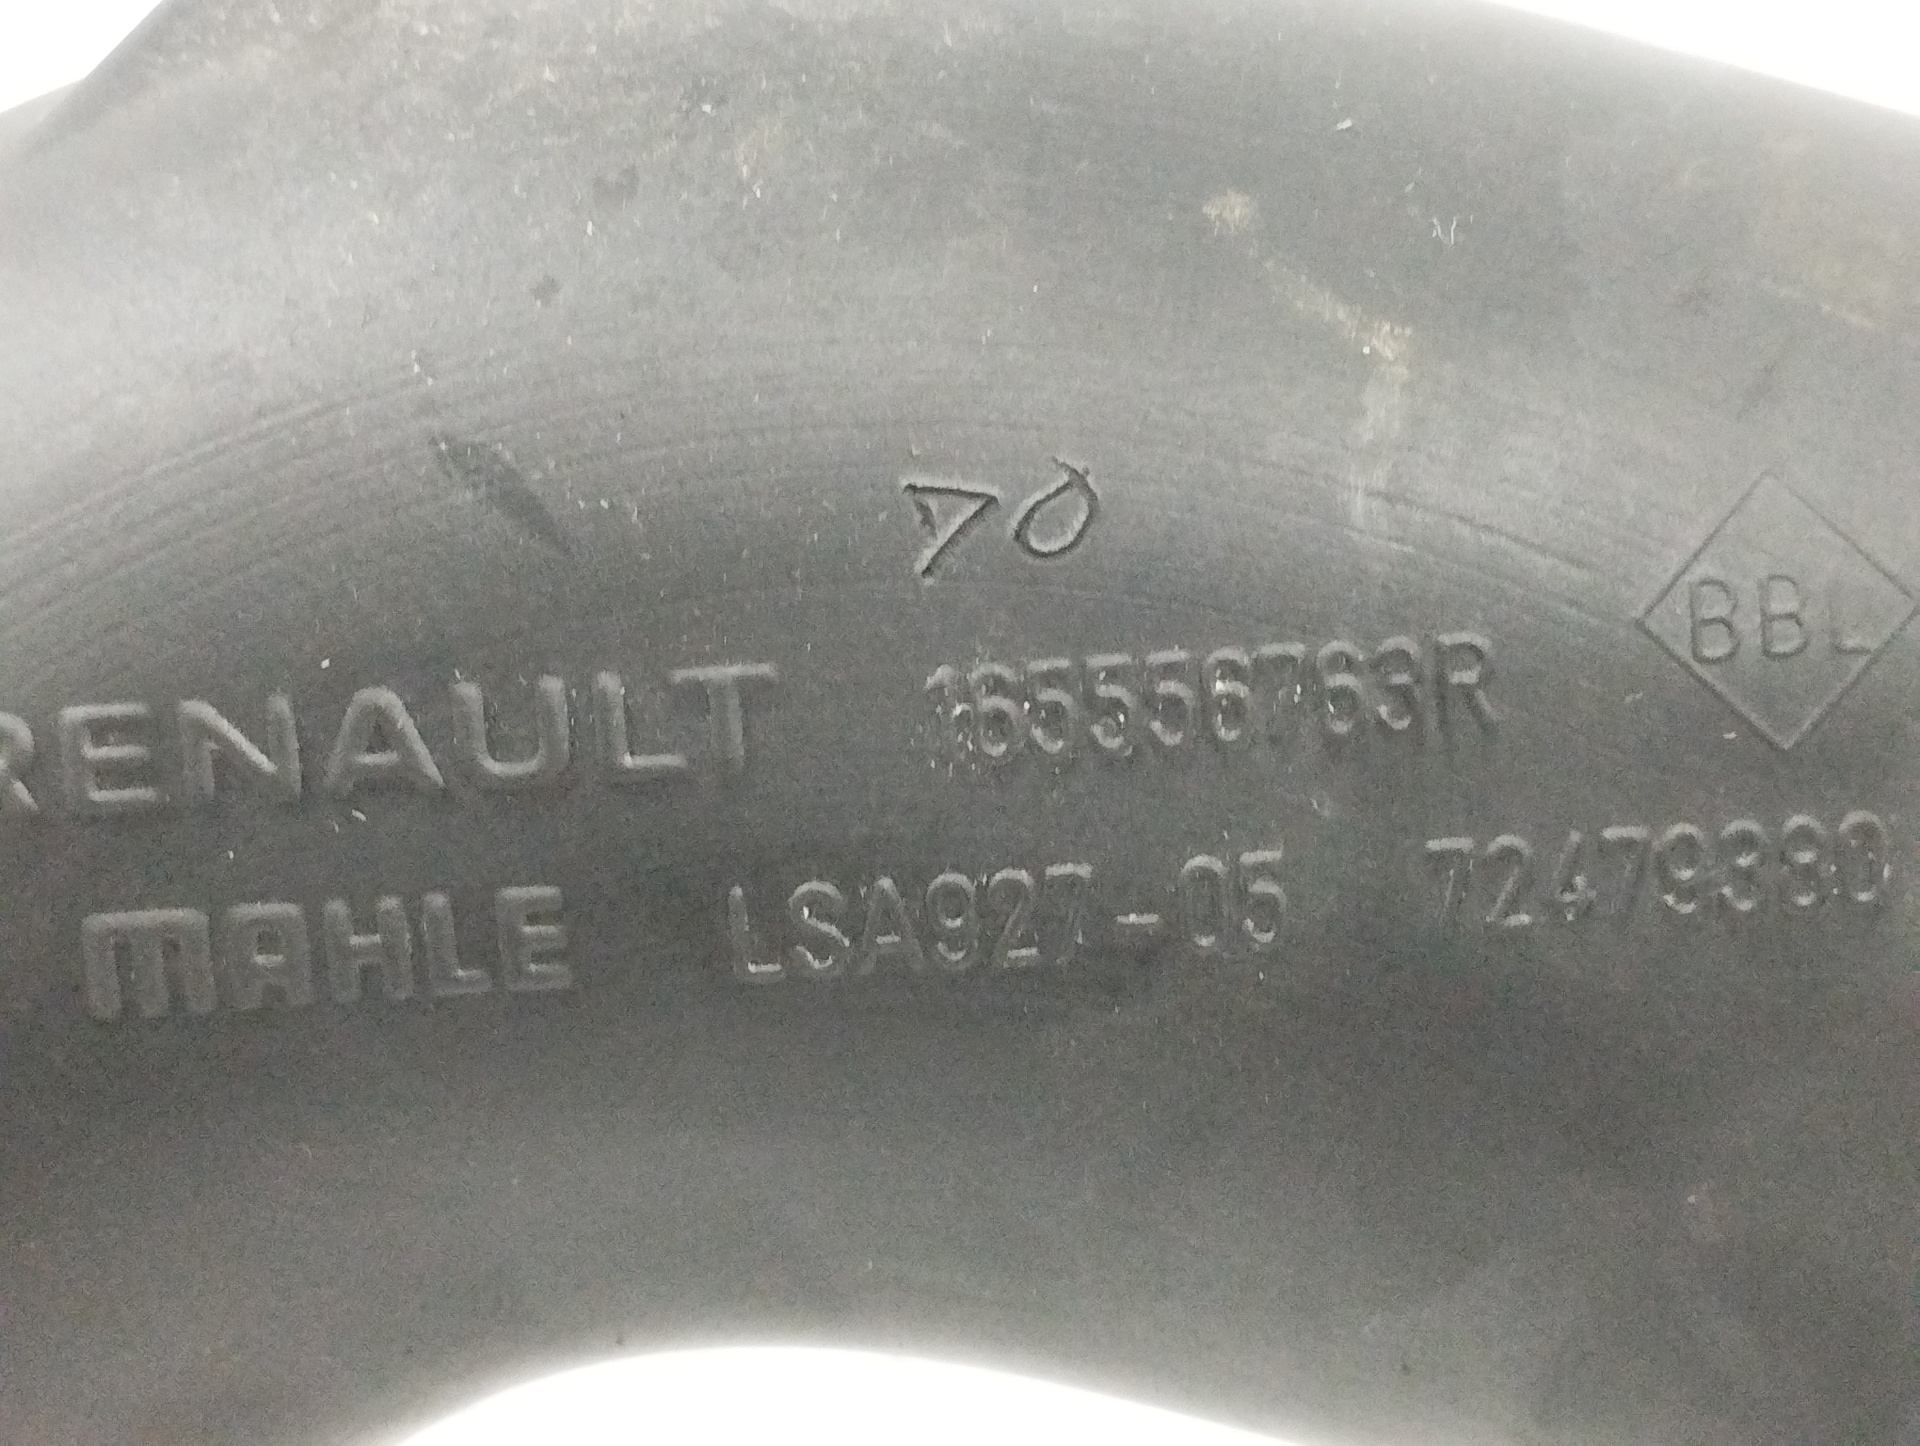 70
RENAULT 165556763R BBL
MAHLE LSA927-05 72479380